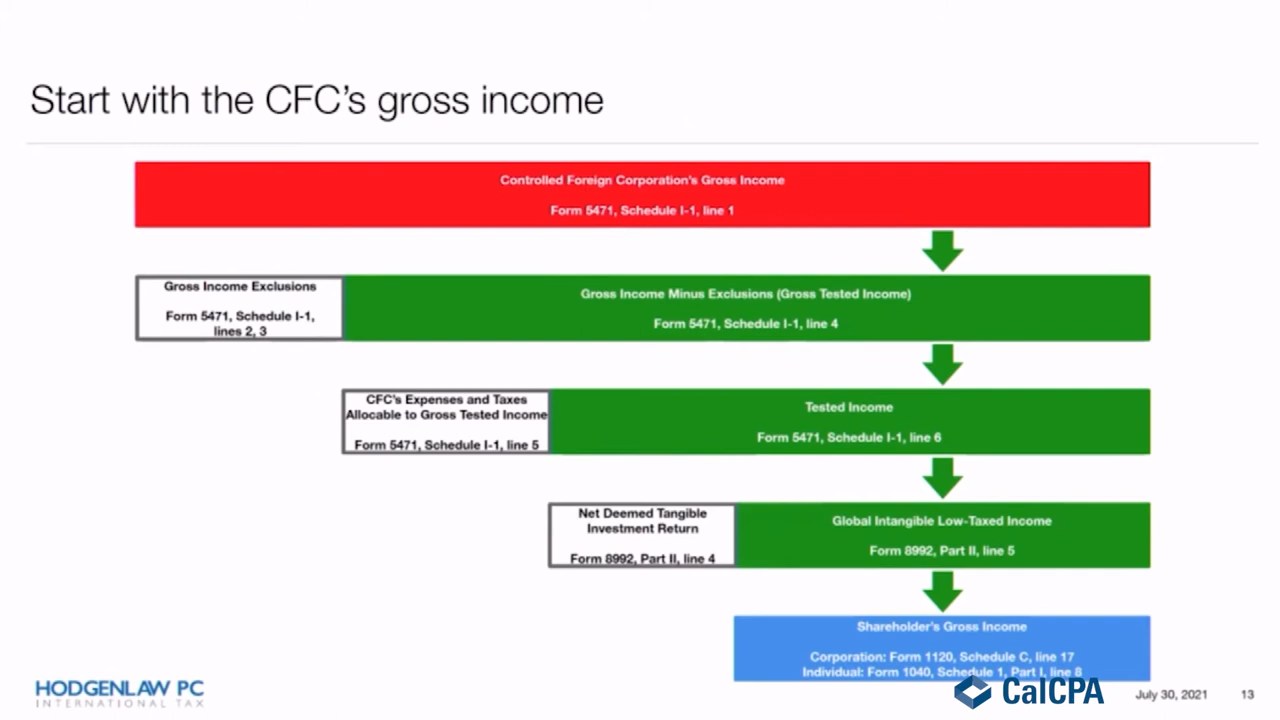 Start with the CFC's gross income
Controlled Foreign Corporation's Gross Income
Form 5471, Schedule I-1, line 1
Gross Income Exclusions
Form 5471, Schedule I-1,
lines 2, 3
Gross Income Minus Exclusions (Gross Tested Income)
Form 5471, Schedule I-1, line 4
CFC's Expenses and Taxes
Allocable to Gross Tested Income
Form 5471, Schedule I-1, line 5
Tested Income
Form 5471, Schedule I-1, line 6
Net Deemed Tangible
Investment Return
Form 8992, Part II, line 4
Global Intangible Low-Taxed Income
Form 8992, Part II, line 5
Shareholder's Gross Income
Corporation: Form 1120, Schedule C, line 17
Individual: Form 1040, Schedule 1, Part I, line 8
HODGENLAW PC
INTERNATIONAL TAX
CalCPA
July 30, 2021
13